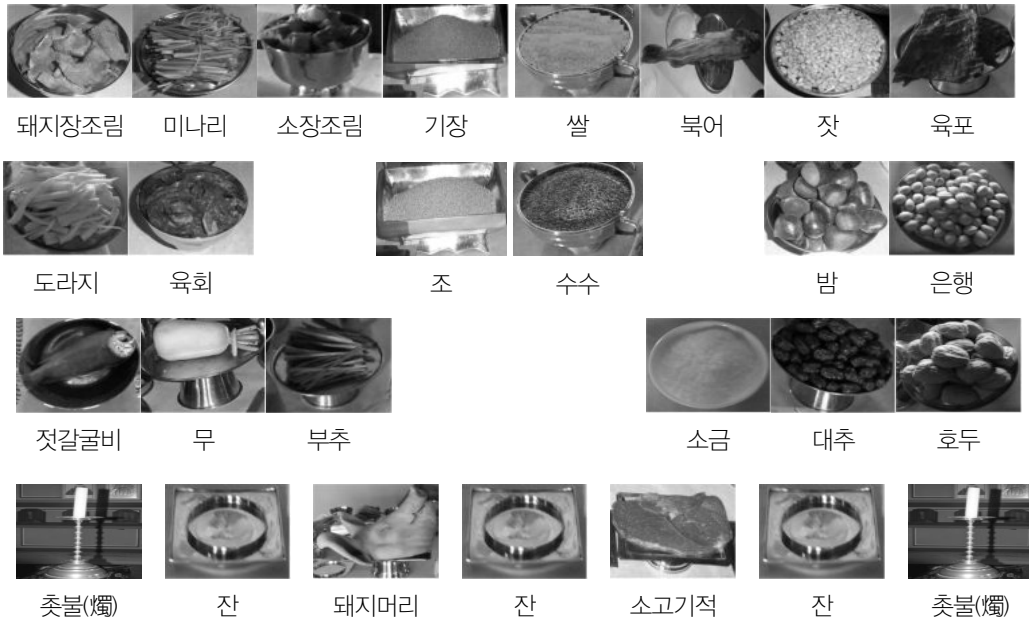 돼지장조림 미나리 소장조림 기장 쌀 북어 잣 육포
도라지 육회 조 수수 밤 은행
젓갈굴비 무 부추 소금 대추 호두
촛불(燭) 잔 돼지머리 잔 소고기적 잔 촛불(燭)